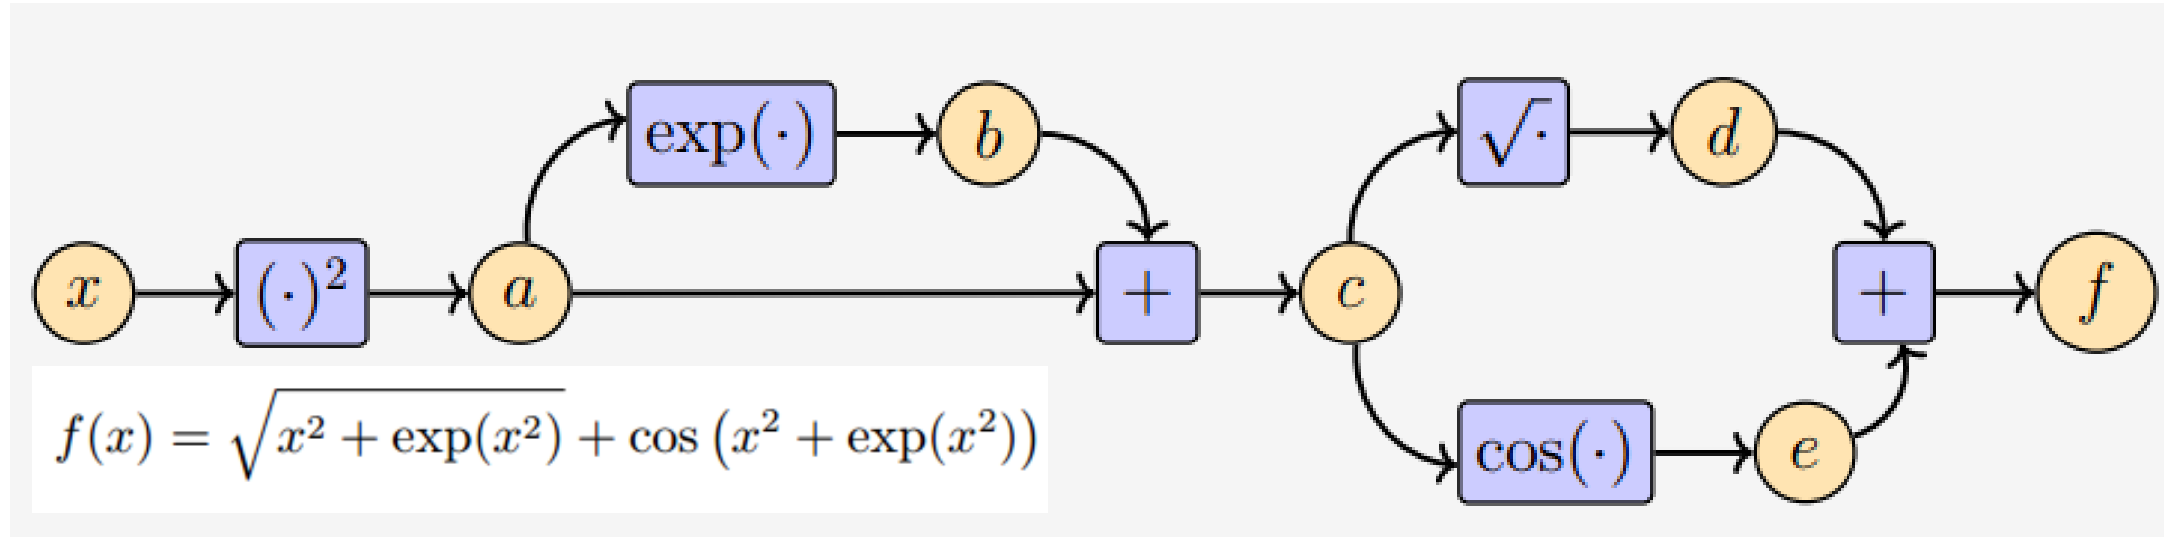 exp(·) b √· d
x (·)² a + c + f
f(x) = √(x² + exp(x²)) + cos (x² + exp(x²))
cos(·) e